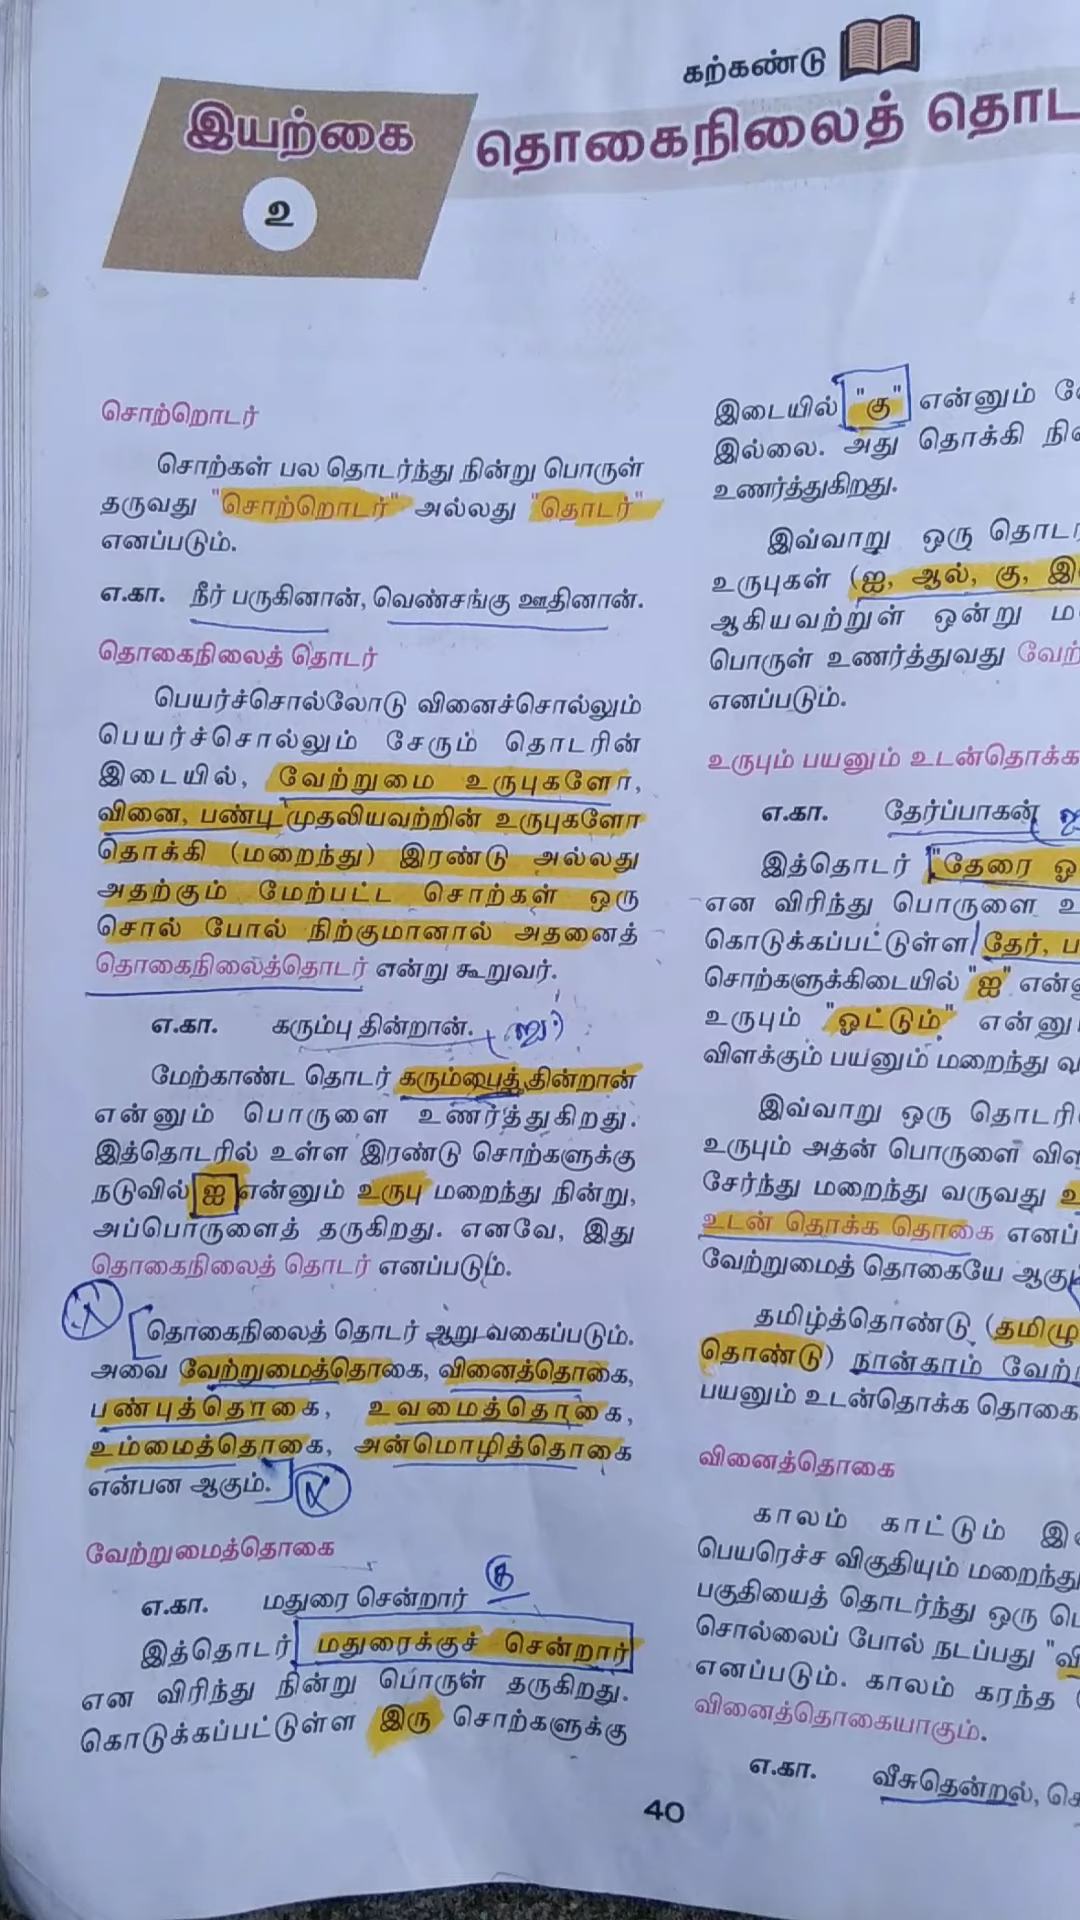 கற்கண்டு
இயற்கை
உ
தொகைநிலைத்
சொற்றொடர்
சொற்கள் பல தொடர்ந்து நின்று பொருள்
தருவது "சொற்றொடர்" அல்லது "தொடர்"
எனப்படும்.
எ.கா. நீர் பருகினான், வெண்சங்கு ஊதினான்.
தொகைநிலைத் தொடர்
பெயர்ச்சொல்லோடு வினைச்சொல்லும்
பெயர்ச்சொல்லும் சேரும் தொடரின்
இடையில், வேற்றுமை உருபுகளோ,
வினை, பண்பு முதலியவற்றின் உருபுகளோ
தொக்கி (மறைந்து) இரண்டு அல்லது
அதற்கும் மேற்பட்ட சொற்கள் ஒரு
சொல் போல் நிற்குமானால் அதனைத்
தொகைநிலைத்தொடர் என்று கூறுவர்.
எ.கா. கரும்பு தின்றான்.
மேற்காண்ட தொடர் கரும்பைத் தின்றான்
என்னும் பொருளை உணர்த்துகிறது.
இத்தொடரில் உள்ள இரண்டு சொற்களுக்கு
நடுவில் ஐ என்னும் உருபு மறைந்து நின்று,
அப்பொருளைத் தருகிறது. எனவே, இது
தொகைநிலைத் தொடர் எனப்படும்.
தொகைநிலைத் தொடர் ஆறு வகைப்படும்.
அவை வேற்றுமைத்தொகை, வினைத்தொகை,
பண்புத்தொகை, உவமைத்தொகை,
உம்மைத்தொகை, அன்மொழித்தொகை
என்பன ஆகும்.
வேற்றுமைத்தொகை
கு
எ.கா. மதுரை சென்றார்
இத்தொடர் மதுரைக்குச் சென்றார்
என விரிந்து நின்று பொருள் தருகிறது.
கொடுக்கப்பட்டுள்ள இரு சொற்களுக்கு
இடையில் "கு" என்னும்
இல்லை. அது தொக்கி
உணர்த்துகிறது.
இவ்வாறு ஒரு
உருபுகள் (ஐ, ஆல், கு,
ஆகியவற்றுள் ஒன்று
பொருள் உணர்த்துவது
எனப்படும்.
உருபும் பயனும் உடன்தொக்க
எ.கா. தேர்ப்பாகன்
இத்தொடர் "தேரை
என விரிந்து பொருளை
கொடுக்கப்பட்டுள்ள தேர்,
சொற்களுக்கிடையில் "ஐ"
உருபும் "ஓட்டும்"
விளக்கும் பயனும் மறைந்து
இவ்வாறு ஒரு
உருபும் அதன் பொருளை
சேர்ந்து மறைந்து வருவது
உடன் தொக்க தொகை
வேற்றுமைத் தொகையே
தமிழ்த்தொண்டு
தொண்டு) நான்காம்
பயனும் உடன்தொக்க
வினைத்தொகை
காலம் காட்டும்
பெயரெச்ச விகுதியும் மறைந்து
பகுதியைத் தொடர்ந்து ஒரு
சொல்லைப் போல் நடப்பது
எனப்படும். காலம் கரந்த
வினைத்தொகையாகும்.
எ.கா. வீசுதென்றல்,
40